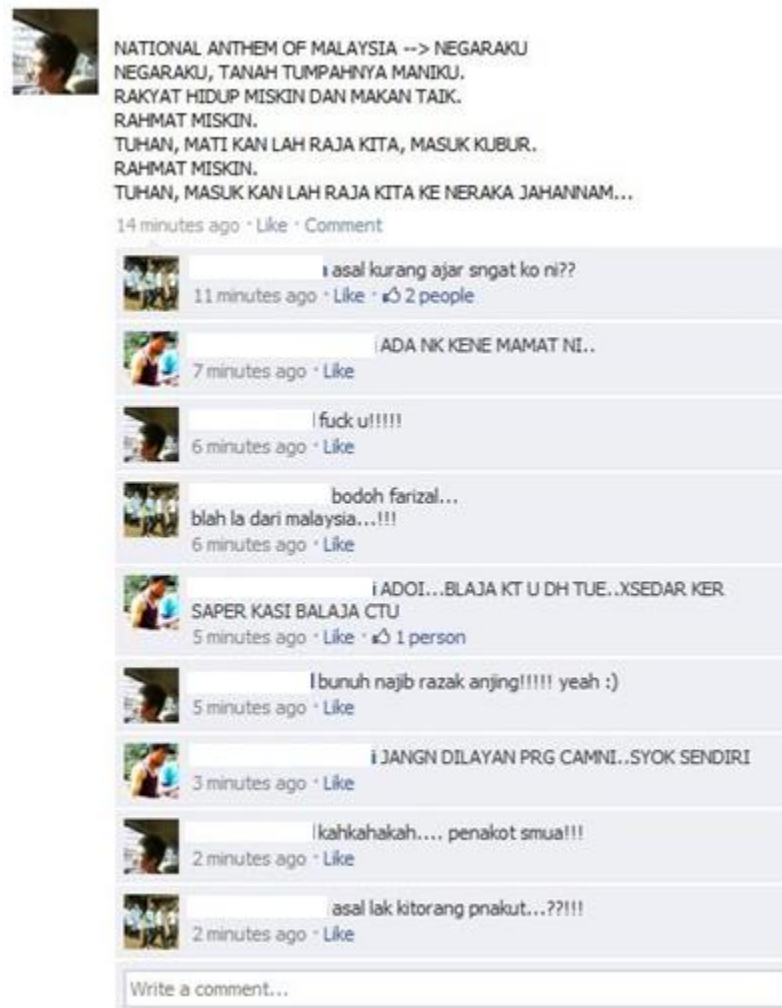 NATIONAL ANTHEM OF MALAYSIA --> NEGARAKU
NEGARAKU, TANAH TUMPAHNYA MANIKU.
RAKYAT HIDUP MISKIN DAN MAKAN TAIK.
RAHMAT MISKIN.
TUHAN, MATI KAN LAH RAJA KITA, MASUK KUBUR.
RAHMAT MISKIN.
TUHAN, MASUK KAN LAH RAJA KITA KE NERAKA JAHANNAM...
14 minutes ago · Like · Comment
asal kurang ajar sngat ko ni??
11 minutes ago · Like · 2 people
ADA NK KENE MAMAT NI..
7 minutes ago · Like
fuck u!!!!!
6 minutes ago · Like
bodoh farizal...
blah la dari malaysia...!!!
6 minutes ago · Like
ADOI...BLAJA KT U DH TUE..XSEDAR KER
SAPER KASI BALAJA CTU
5 minutes ago · Like · 1 person
bunuh najib razak anjing!!!!! yeah :)
5 minutes ago · Like
JANGN DILAYAN PRG CAMNI..SYOK SENDIRI
3 minutes ago · Like
kahkahakah.... penakot smua!!!
2 minutes ago · Like
asal lak kitorang pnakut...??!!!
2 minutes ago · Like
Write a comment...